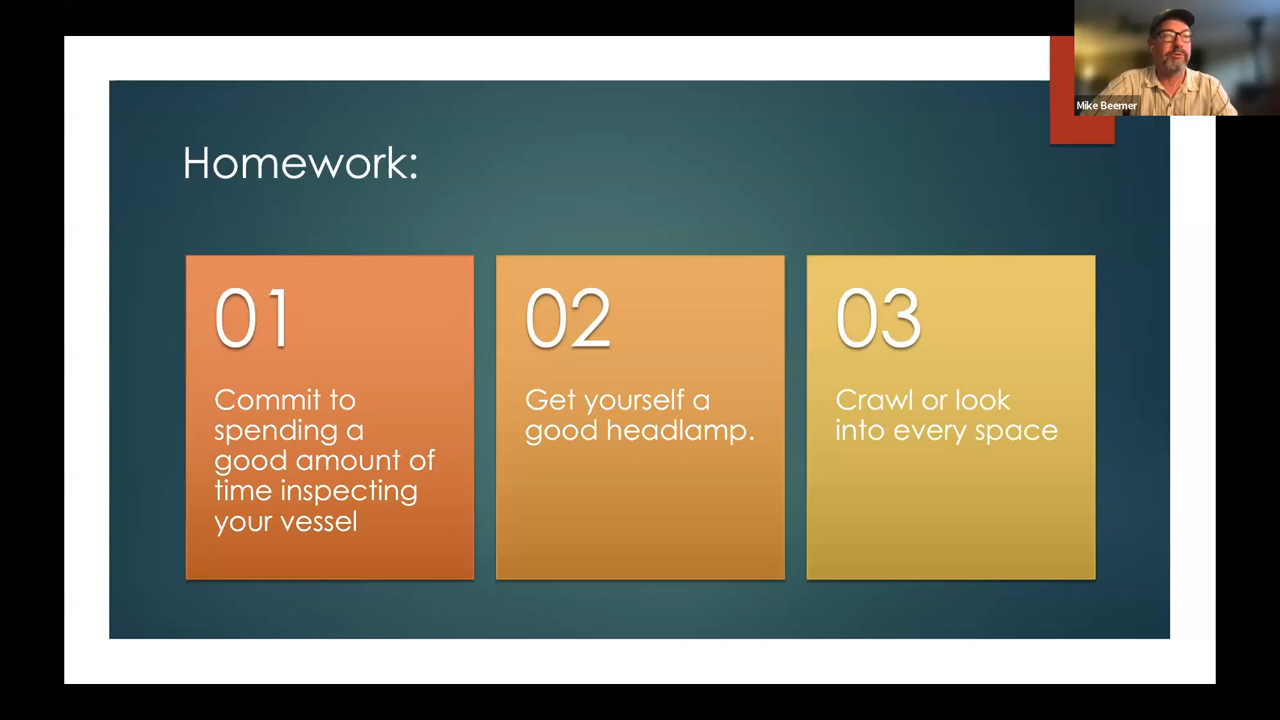 Mike Beemer
Homework:
01
Commit to
spending a
good amount of
time inspecting
your vessel
02
Get yourself a
good headlamp.
03
Crawl or look
into every space